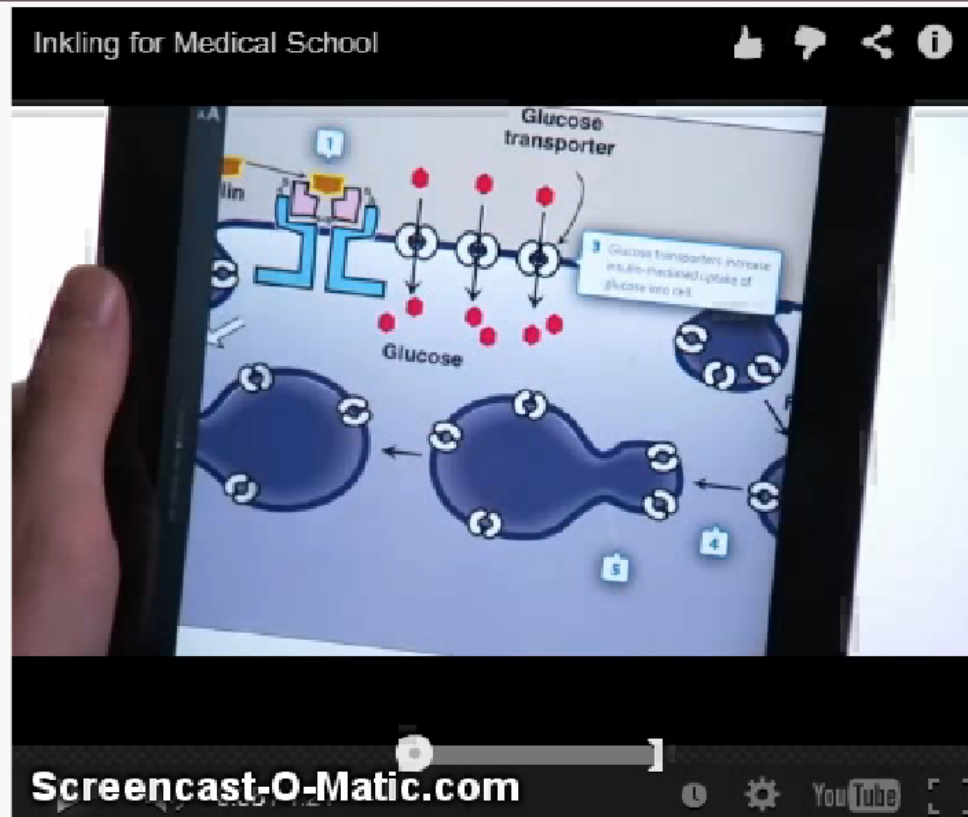 Inkling for Medical School
AA
Glucose
transporter
1
lin
3 Glucose transporters increase
insulin-mediated uptake of
glucose into cell.
Glucose
4
5
Screencast-O-Matic.com
YouTube